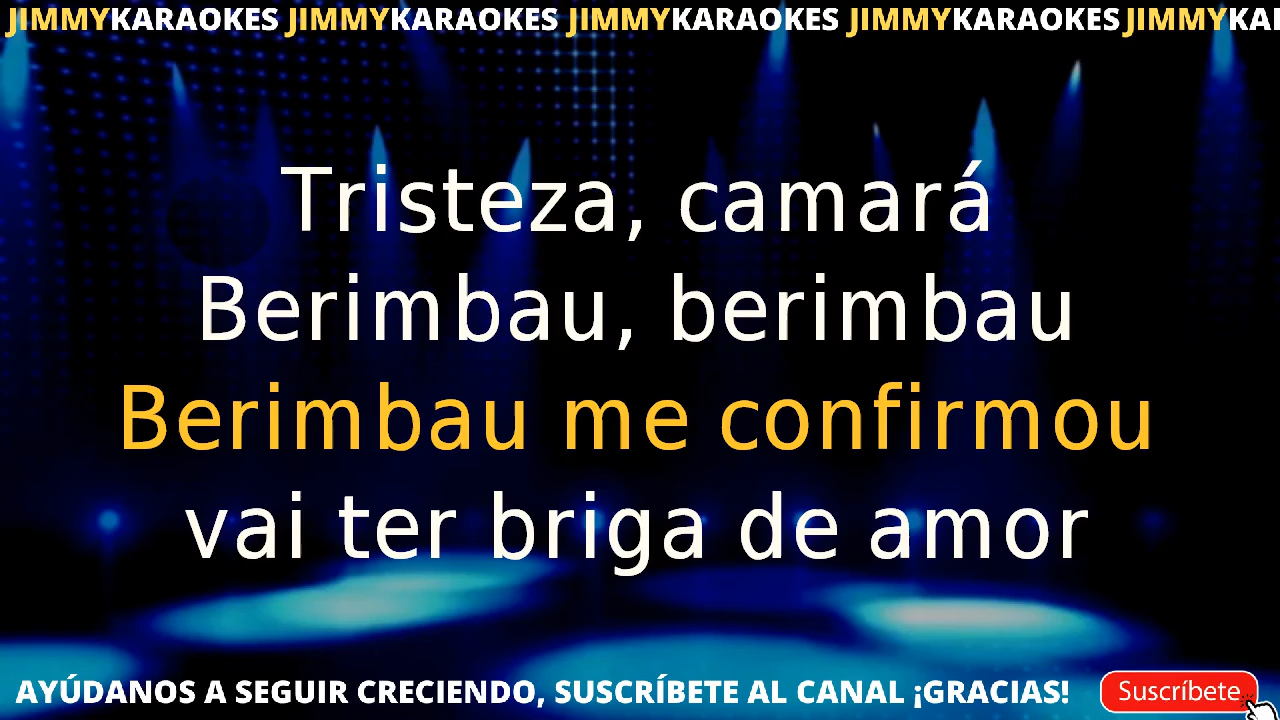 JIMMYKARAOKES JIMMYKARAOKES JIMMYKARAOKES JIMMYKARAOKES JIMMYKA
Tristeza, camará
Berimbau, berimbau
Berimbau me confirmou
vai ter briga de amor
AYÚDANOS A SEGUIR CRECIENDO, SUSCRÍBETE AL CANAL ¡GRACIAS! Suscríbete